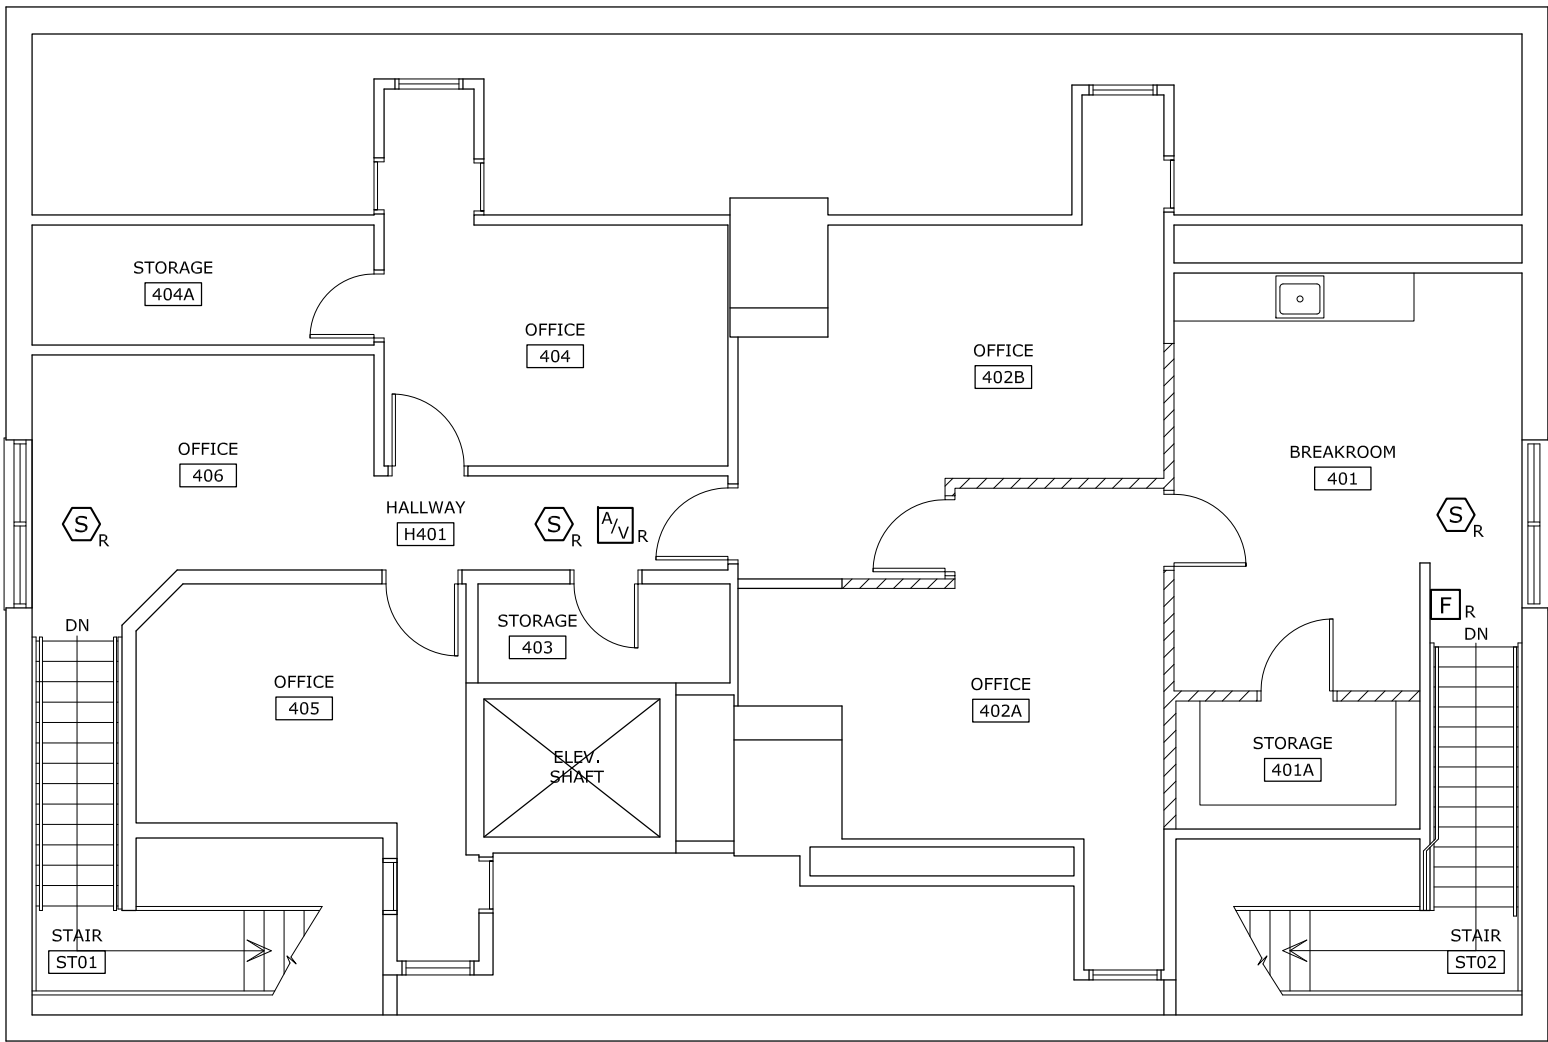 STORAGE
404A
OFFICE
404
OFFICE
402B
OFFICE
406
BREAKROOM
401
HALLWAY
H401
S
R
S
R
A/V
R
S
R
F
R
DN
DN
STORAGE
403
OFFICE
405
OFFICE
402A
ELEV.
SHAFT
STORAGE
401A
STAIR
ST01
STAIR
ST02